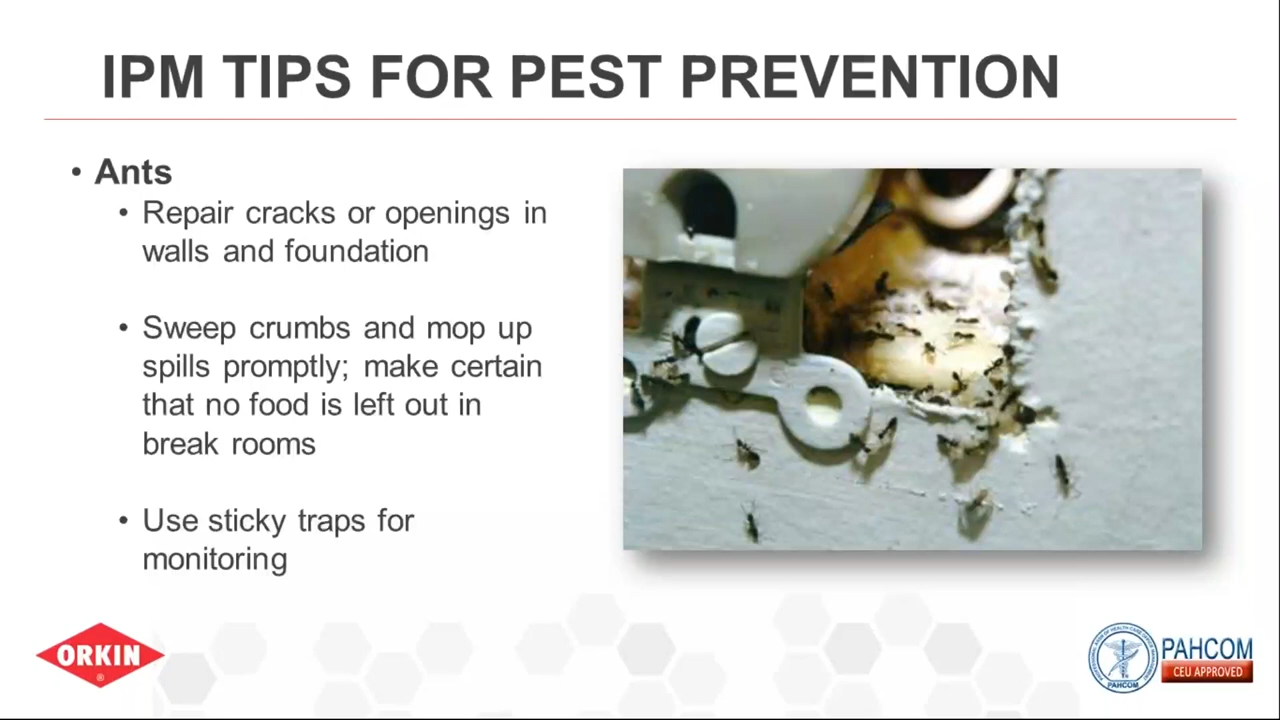 IPM TIPS FOR PEST PREVENTION
• Ants
• Repair cracks or openings in
walls and foundation
• Sweep crumbs and mop up
spills promptly; make certain
that no food is left out in
break rooms
• Use sticky traps for
monitoring
ORKIN
®
PAHCOM
CEU APPROVED
PAHCOM